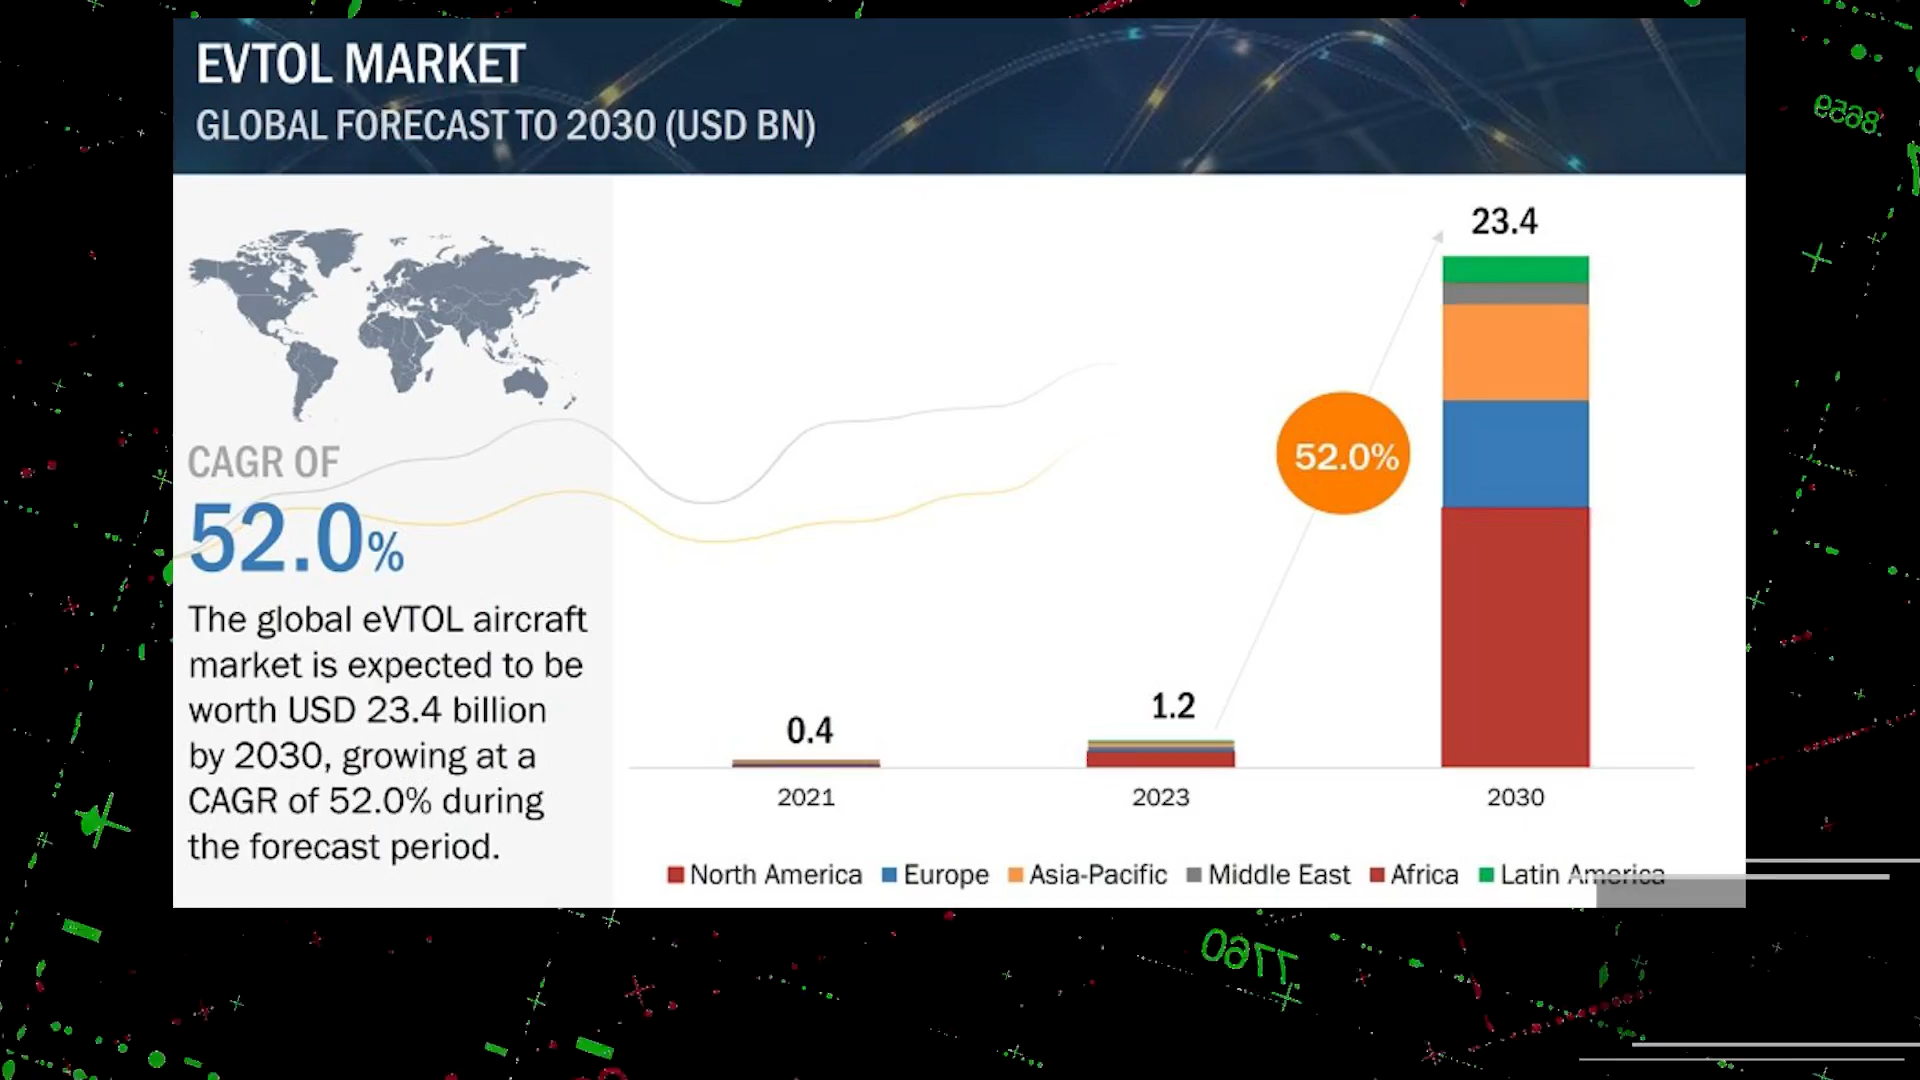 EVTOL MARKET
GLOBAL FORECAST TO 2030 (USD BN)
CAGR OF
52.0%
The global eVTOL aircraft
market is expected to be
worth USD 23.4 billion
by 2030, growing at a
CAGR of 52.0% during
the forecast period.
0.4
1.2
52.0%
23.4
2021
2023
2030
North America
Europe
Asia-Pacific
Middle East
Africa
Latin America